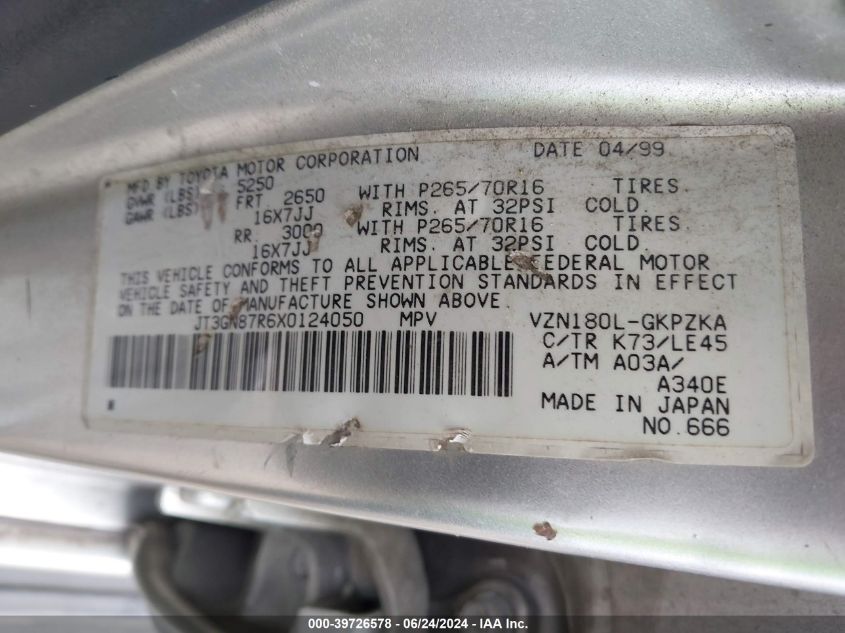 MFD. BY TOYOTA MOTOR CORPORATION DATE 04/99
GVWR (LBS) 5250
GAWR (LBS) FRT 2650 WITH P265/70R16 TIRES.
16X7JJ RIMS. AT 32PSI COLD.
RR. 3000 WITH P265/70R16 TIRES.
16X7JJ RIMS. AT 32PSI COLD.
THIS VEHICLE CONFORMS TO ALL APPLICABLE FEDERAL MOTOR
VEHICLE SAFETY AND THEFT PREVENTION STANDARDS IN EFFECT
ON THE DATE OF MANUFACTURE SHOWN ABOVE.
JT3GN87R6X0124050 MPV VZN180L-GKPZKA
C/TR K73/LE45
A/TM A03A/
A340E
MADE IN JAPAN
NO.666
000-39726578 / 06/24/2024 / IAA Inc.